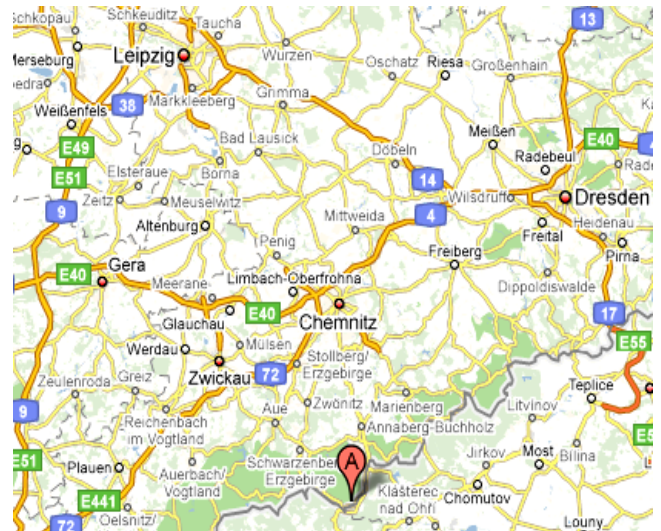 schkopau
Schkeuditz
Taucha
13
Merseburg
Leipzig
Wurzen
Oschatz
Riesa
Großenhain
Markkleeberg
Grimma
38
Weißenfels
Meißen
E40
4
E49
Bad Lausick
Döbeln
Radebeul
E51
Elsteraue
Borna
14
Wilsdruff
Dresden
Zeitz
Meuselwitz
9
Altenburg
Mittweida
4
Freital
Heidenau
Penig
Freiberg
Pirna
E40
Gera
Meerane
Limbach-Oberfrohna
Dippoldiswalde
Glauchau
E40
Chemnitz
17
Werdau
Mülsen
Stollberg/
Erzgebirge
E55
Zwickau
72
Zeulenroda
Greiz
Zwönitz
Marienberg
Litvínov
Teplice
9
Reichenbach
im Vogtland
Aue
Annaberg-Buchholz
E51
Plauen
Auerbach/
Vogtland
Schwarzenberg
Erzgebirge
A
Jirkov
Most
Bílina
E441
Klášterec
nad Ohří
Chomutov
72
Oelsnitz/
Louny